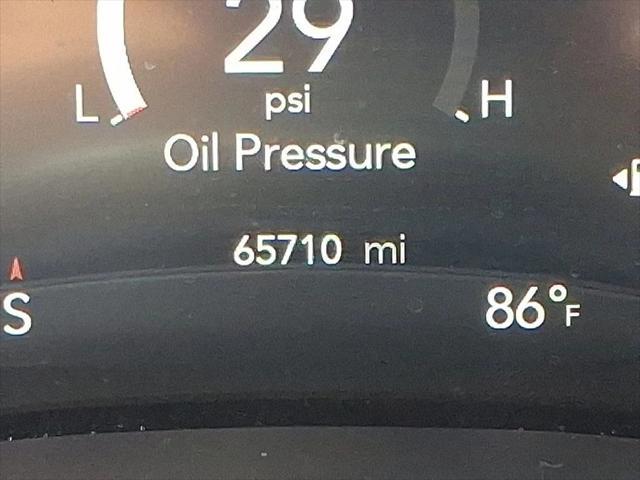 29
L psi H
Oil Pressure
65710 mi
S 86°F